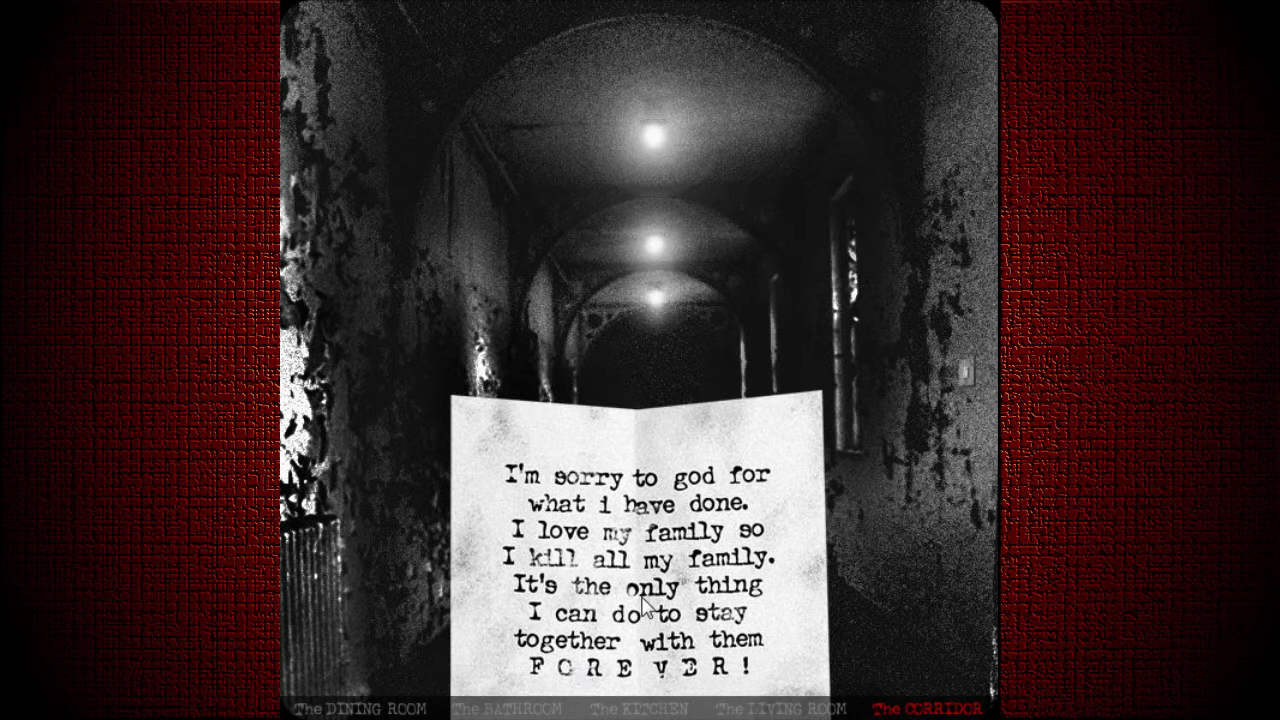 I'm sorry to god for
what i have done.
I love my family so
I kill all my family.
It's the only thing
I can do to stay
together with them
F O R E V E R !
The DINING ROOM The BATHROOM The KITCHEN The LIVING ROOM The CORRIDOR